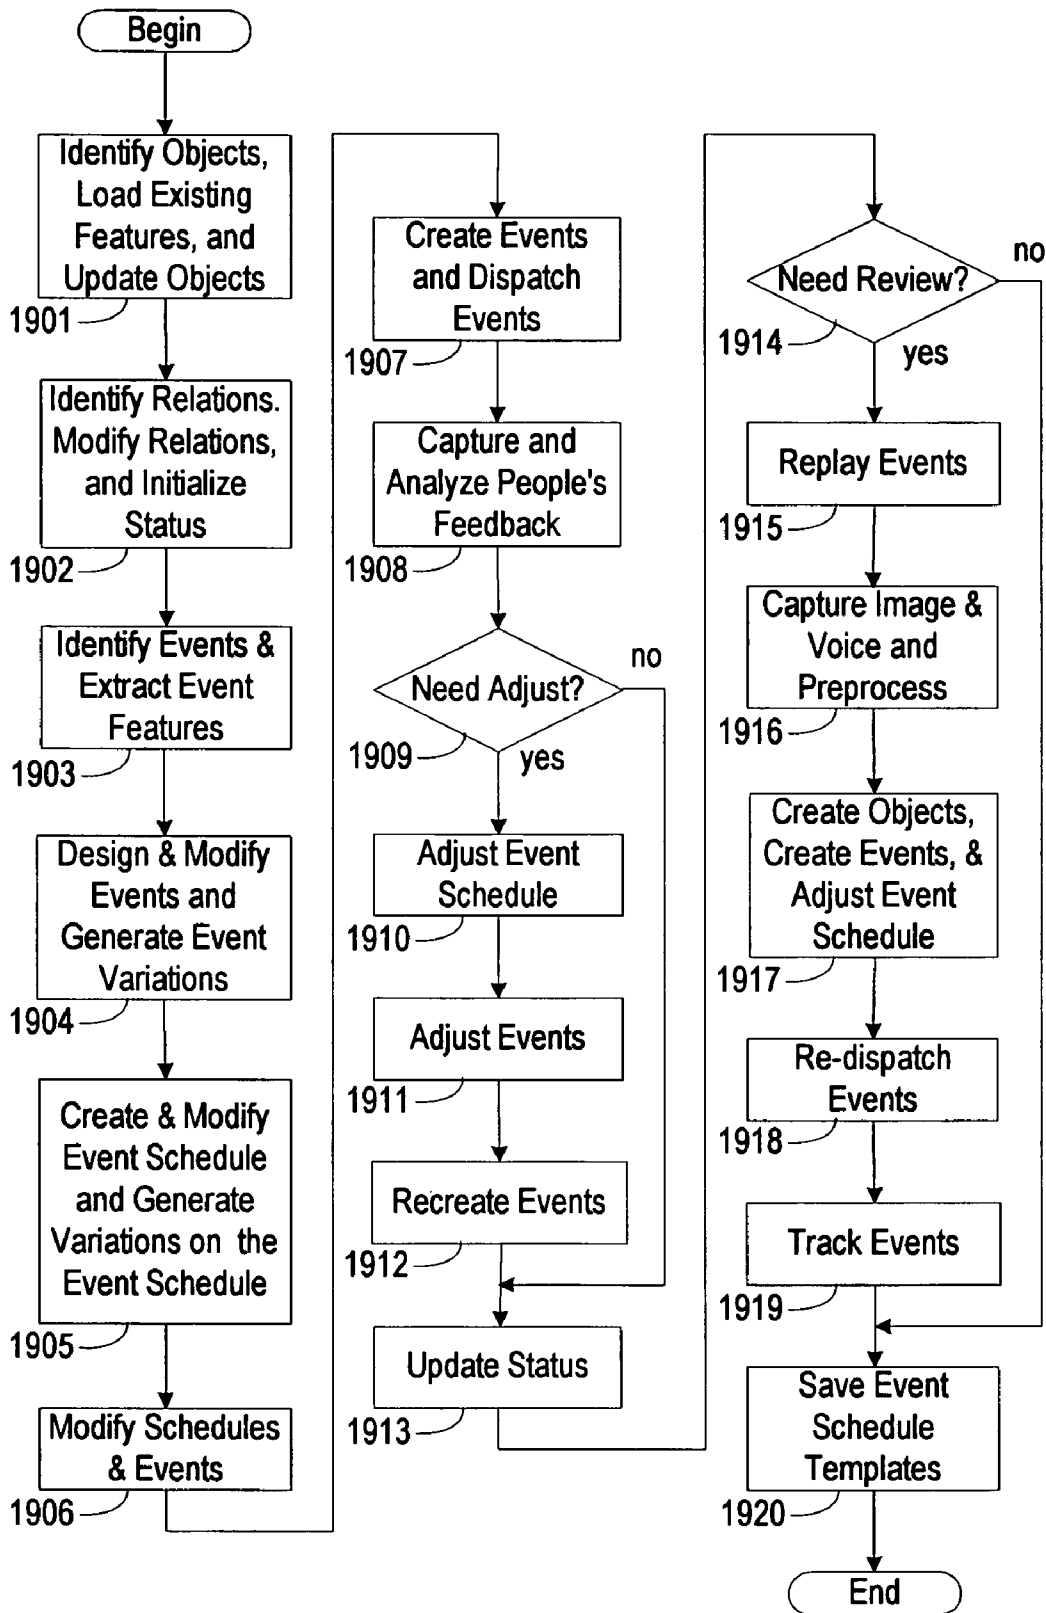 Begin
Identify Objects,
Load Existing
Features, and
Update Objects
1901
Identify Relations.
Modify Relations,
and Initialize
Status
1902
Identify Events &
Extract Event
Features
1903
Design & Modify
Events and
Generate Event
Variations
1904
Create & Modify
Event Schedule
and Generate
Variations on the
Event Schedule
1905
Modify Schedules
& Events
1906
Create Events
and Dispatch
Events
1907
Capture and
Analyze People's
Feedback
1908
Need Adjust?
no
1909
yes
Adjust Event
Schedule
1910
Adjust Events
1911
Recreate Events
1912
Update Status
1913
Need Review?
no
1914
yes
Replay Events
1915
Capture Image &
Voice and
Preprocess
1916
Create Objects,
Create Events, &
Adjust Event
Schedule
1917
Re-dispatch
Events
1918
Track Events
1919
Save Event
Schedule
Templates
1920
End